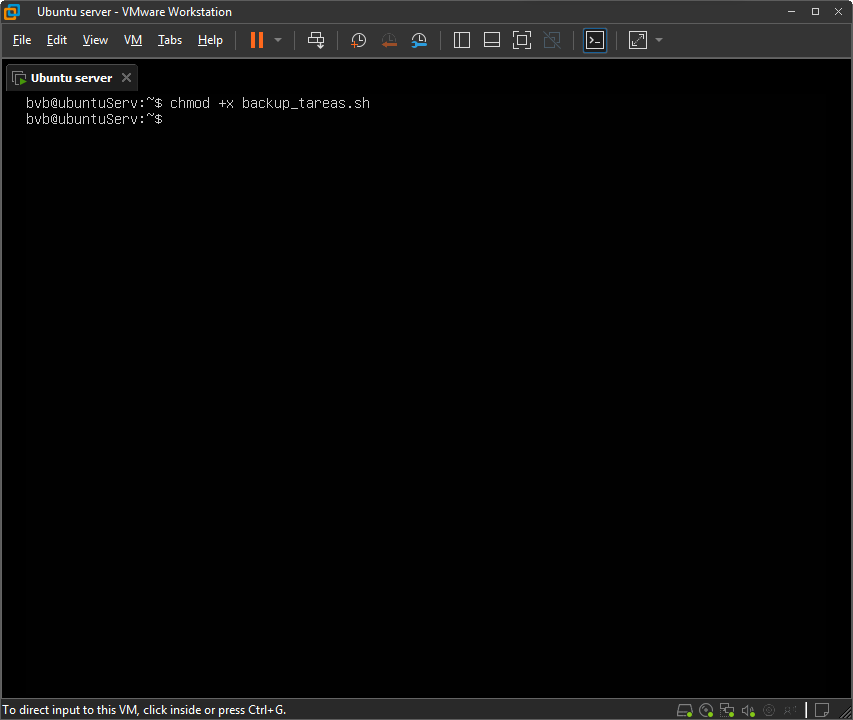 Ubuntu server - VMware Workstation
File Edit View VM Tabs Help
Ubuntu server
bvb@ubuntuServ:~$ chmod +x backup_tareas.sh
bvb@ubuntuServ:~$
To direct input to this VM, click inside or press Ctrl+G.